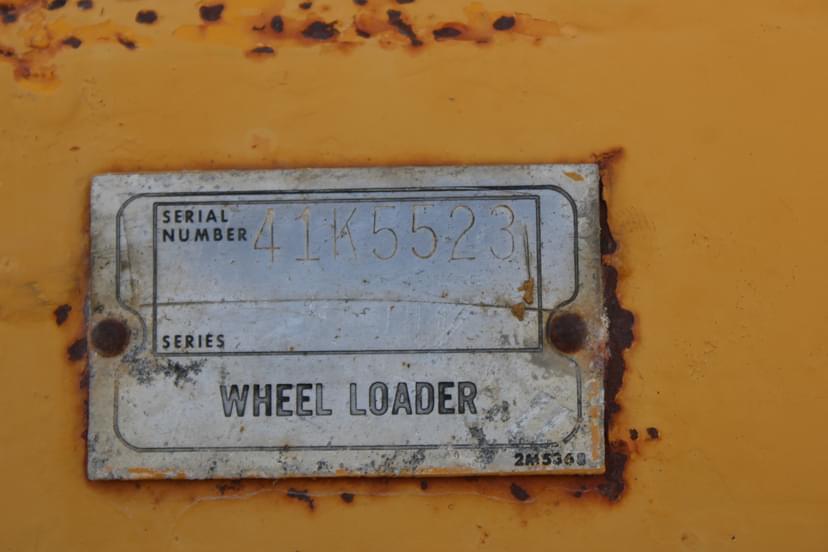 SERIAL
NUMBER 41K5523
SERIES
WHEEL LOADER
2M5368